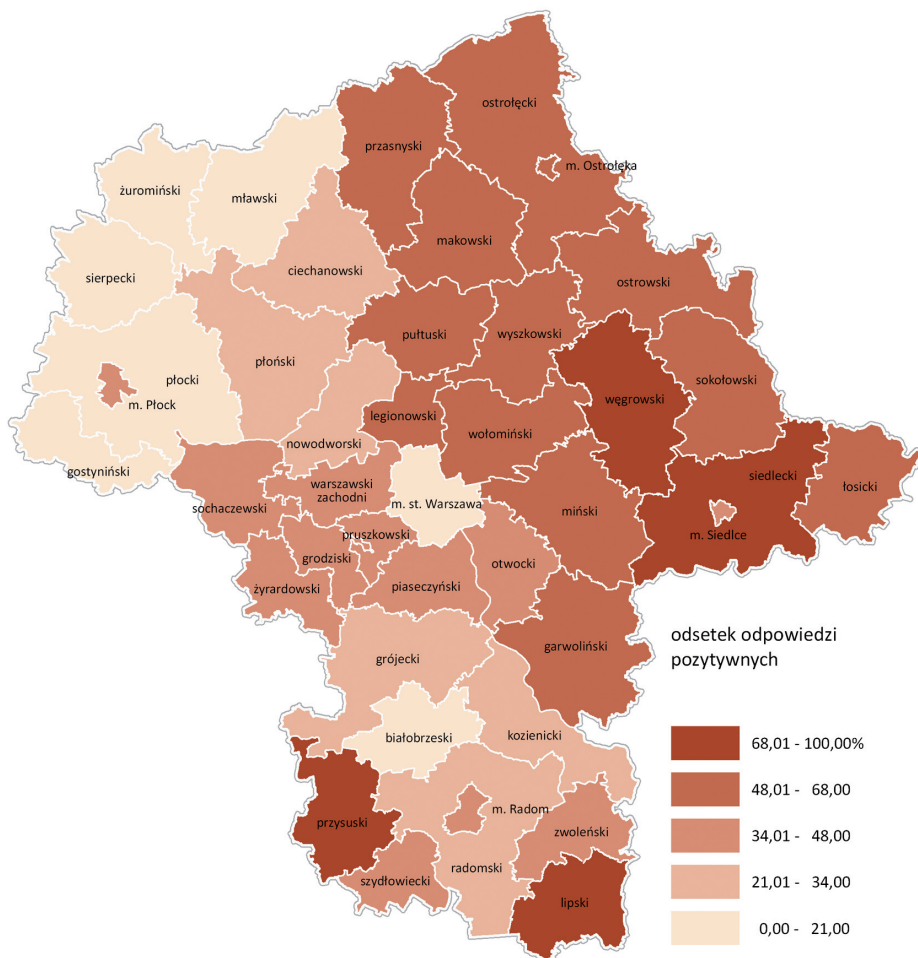 ostrołęcki
przasnyski
m. Ostrołęka
żuromiński
mławski
makowski
ciechanowski
sierpecki
ostrowski
pułtuski
wyszkowski
płoński
płocki
sokołowski
węgrowski
m. Płock
legionowski
wołomiński
nowodworski
gostyniński
siedlecki
warszawski
zachodni
łosicki
m. st. Warszawa
sochaczewski
miński
pruszkowski
m. Siedlce
grodziski
otwocki
żyrardowski
piaseczyński
odsetek odpowiedzi
pozytywnych
garwoliński
grójecki
białobrzeski
kozienicki
68,01 - 100,00%
48,01 - 68,00
m. Radom
przysuski
zwoleński
34,01 - 48,00
radomski
szydłowiecki
21,01 - 34,00
lipski
0,00 - 21,00